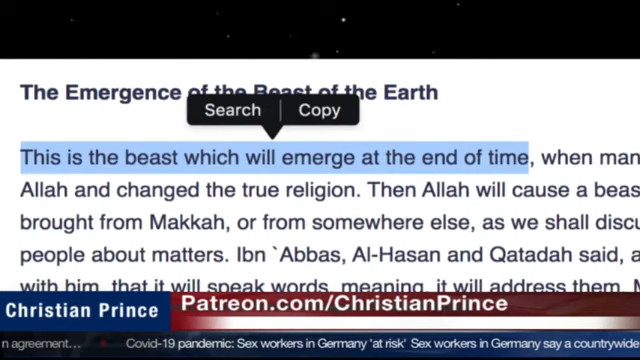 The Emergence of the Beast of the Earth
Search Copy
This is the beast which will emerge at the end of time, when man
Allah and changed the true religion. Then Allah will cause a beas
brought from Makkah, or from somewhere else, as we shall discu
people about matters. Ibn `Abbas, Al-Hasan and Qatadah said, a
with him, that it will speak words, meaning, it will address them.
Christian Prince
Patreon.com/ChristianPrince
n agreement… Covid-19 pandemic: Sex workers in Germany ‘at risk’ Sex workers in Germany say a countrywide